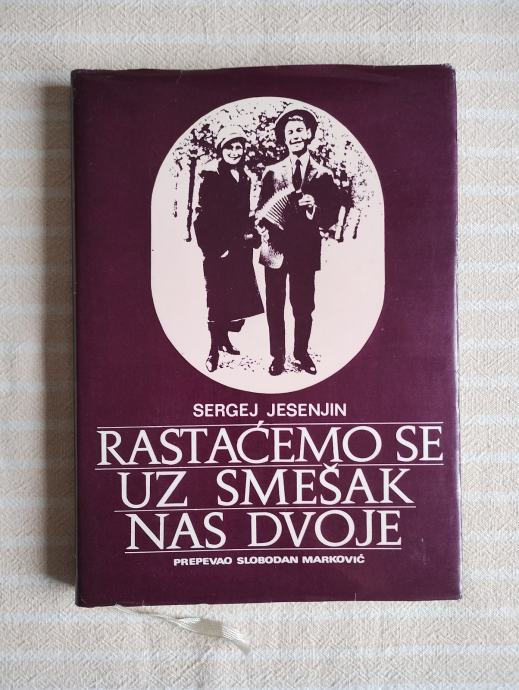 SERGEJ JESENJIN
RASTAĆEMO SE
UZ SMEŠAK
NAS DVOJE
PREPEVAO SLOBODAN MARKOVIĆ